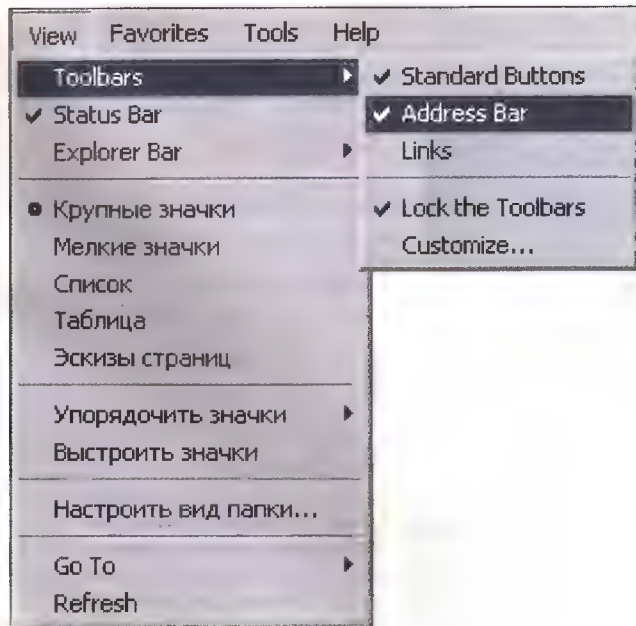 View Favorites Tools Help
Toolbars
Status Bar
Explorer Bar
Крупные значки
Мелкие значки
Список
Таблица
Эскизы страниц
Упорядочить значки
Выстроить значки
Настроить вид папки...
Go To
Refresh
Standard Buttons
Address Bar
Links
Lock the Toolbars
Customize...